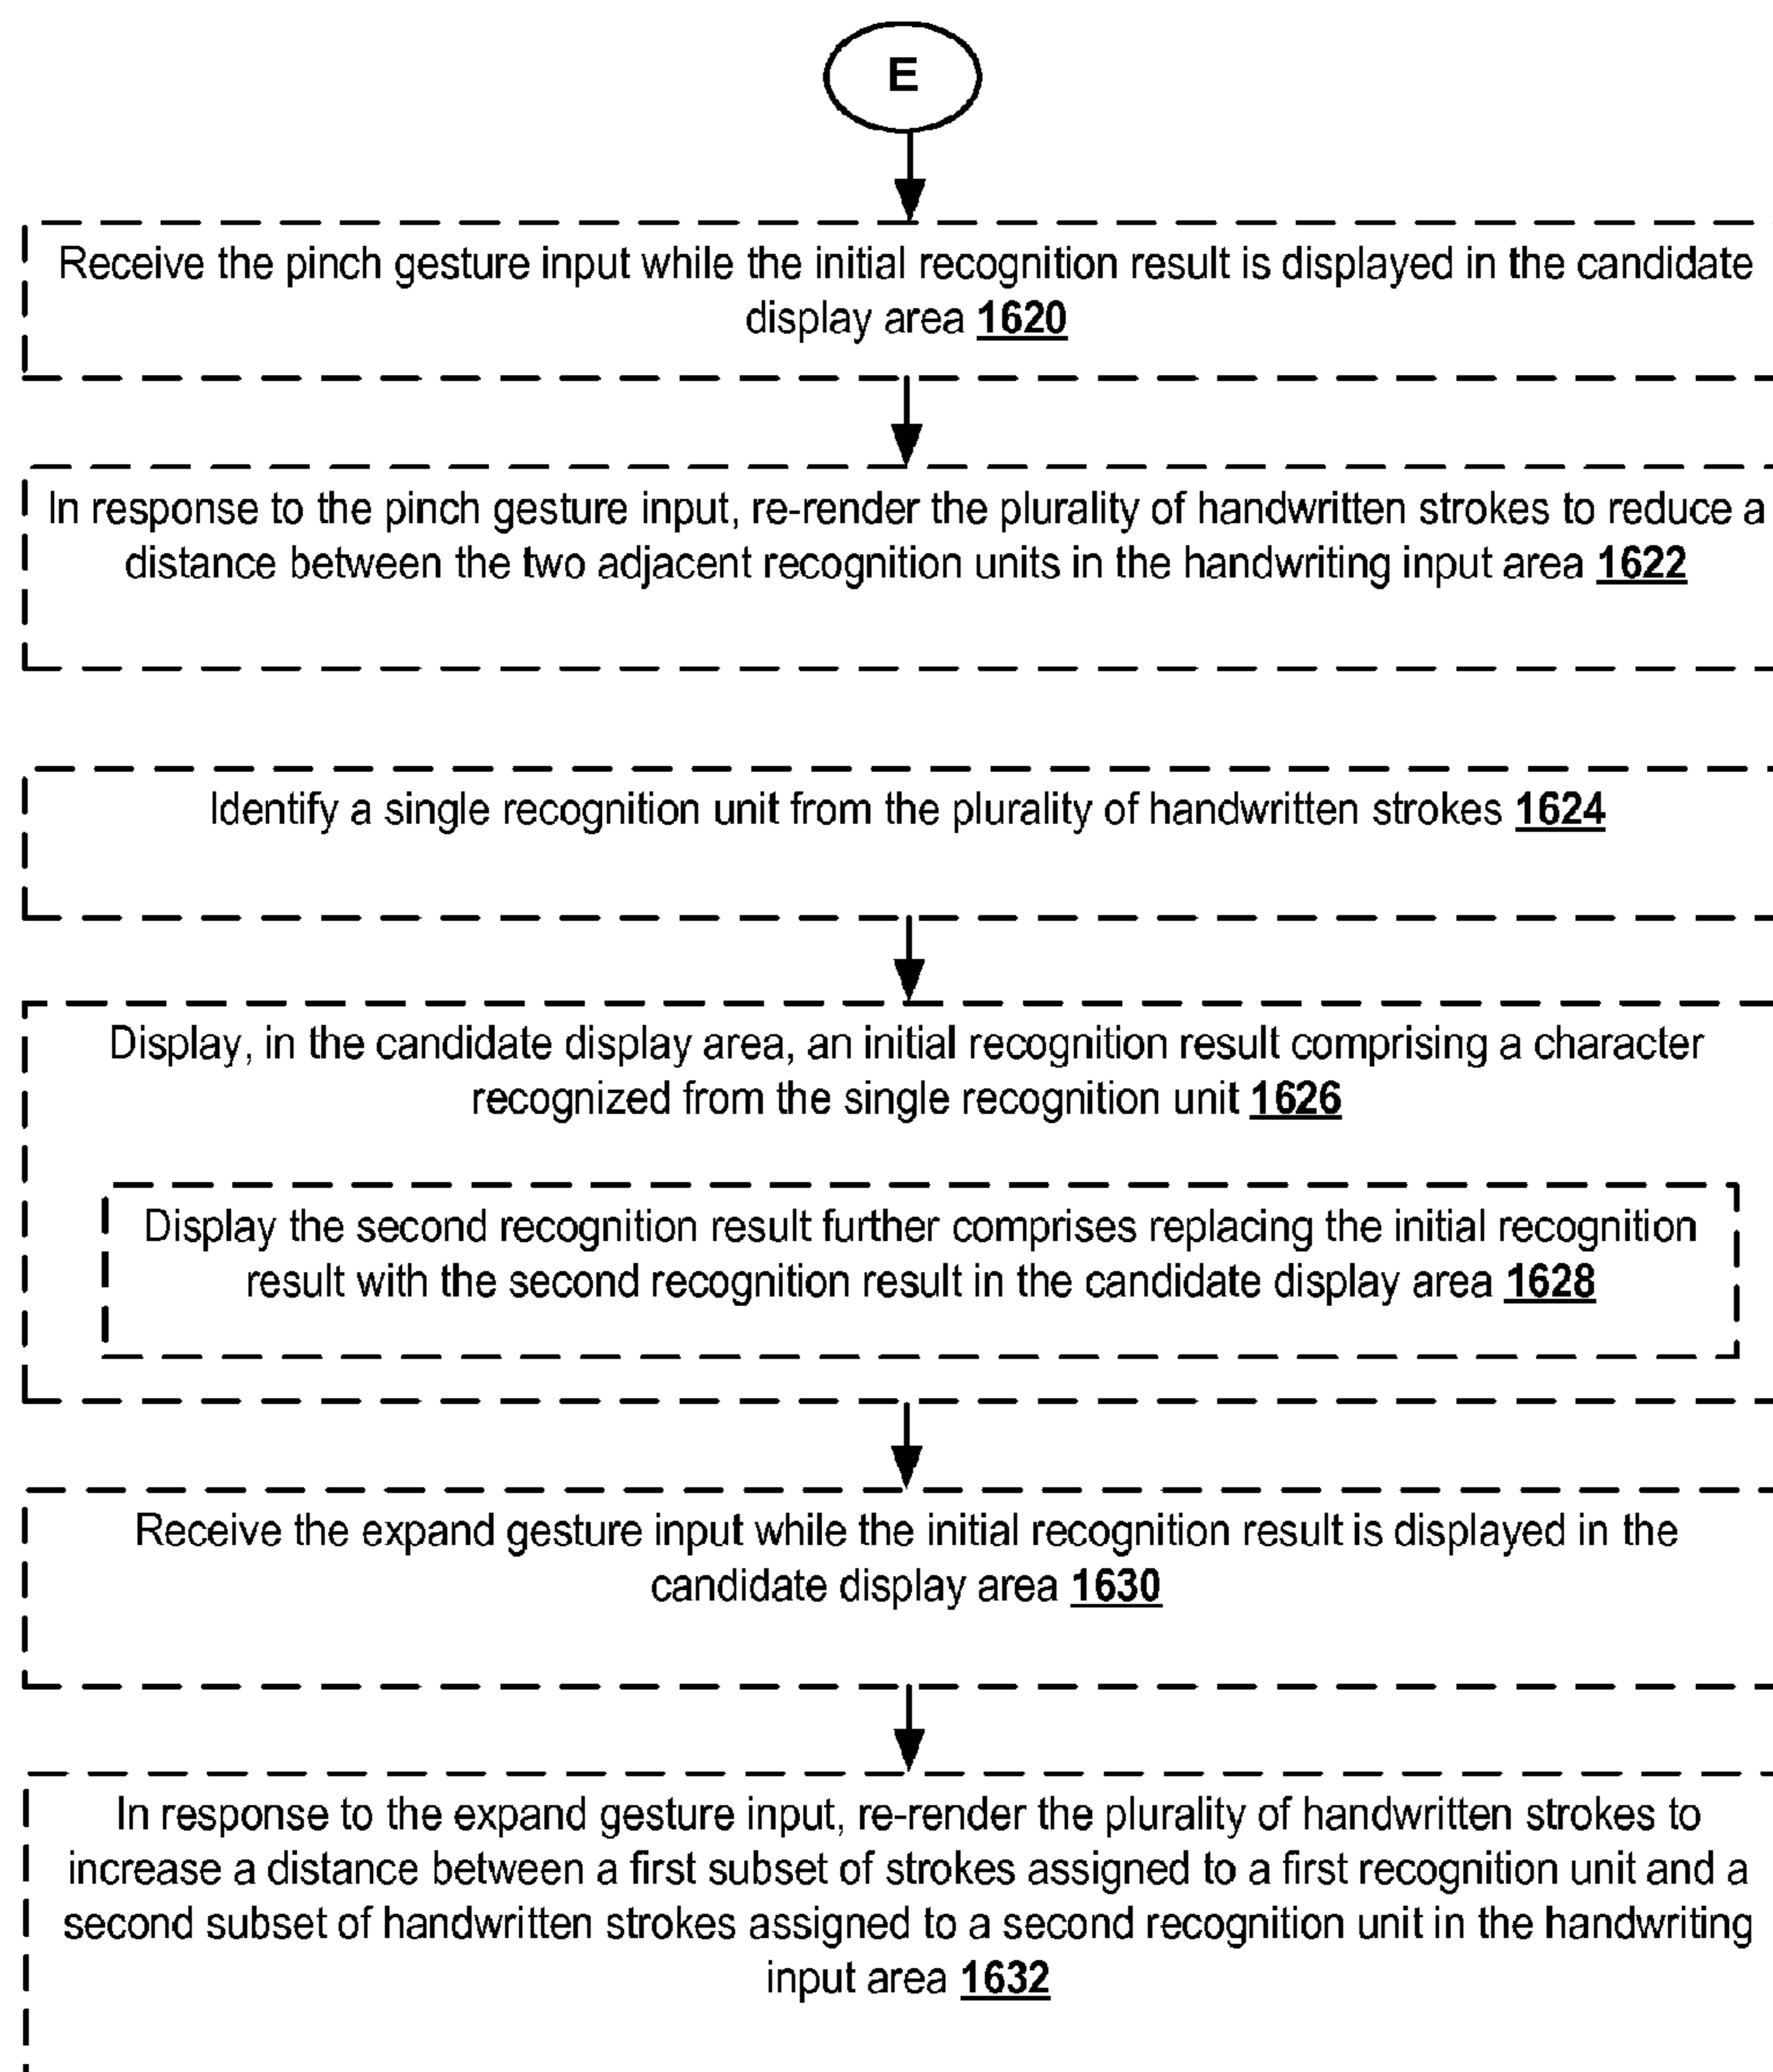 E
Receive the pinch gesture input while the initial recognition result is displayed in the candidate
display area 1620
In response to the pinch gesture input, re-render the plurality of handwritten strokes to reduce a
distance between the two adjacent recognition units in the handwriting input area 1622
Identify a single recognition unit from the plurality of handwritten strokes 1624
Display, in the candidate display area, an initial recognition result comprising a character
recognized from the single recognition unit 1626
Display the second recognition result further comprises replacing the initial recognition
result with the second recognition result in the candidate display area 1628
Receive the expand gesture input while the initial recognition result is displayed in the
candidate display area 1630
In response to the expand gesture input, re-render the plurality of handwritten strokes to
increase a distance between a first subset of strokes assigned to a first recognition unit and a
second subset of handwritten strokes assigned to a second recognition unit in the handwriting
input area 1632